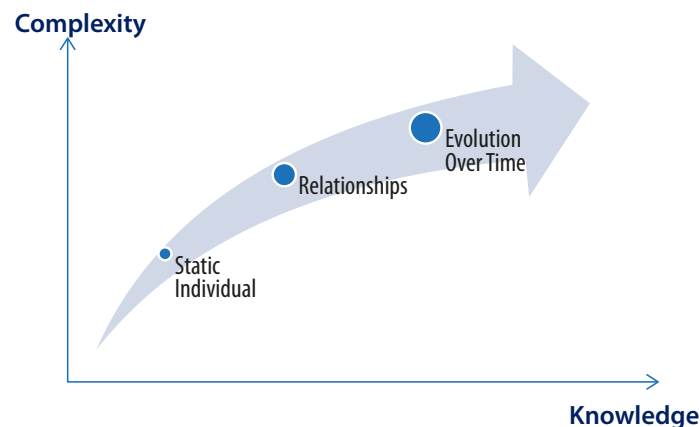 Complexity
Evolution
Over Time
Relationships
Static
Individual
Knowledge